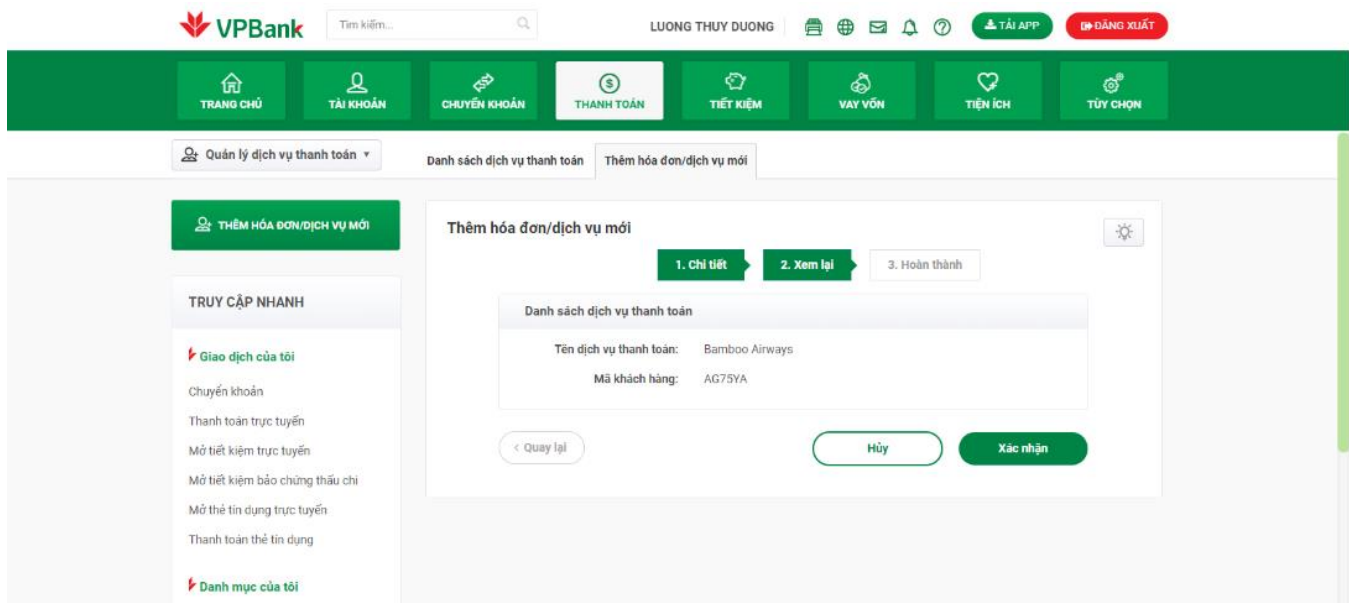 VPBank
Tìm kiếm...
LUONG THUY DUONG
TẢI APP
ĐĂNG XUẤT
TRANG CHỦ
TÀI KHOẢN
CHUYỂN KHOẢN
THANH TOÁN
TIẾT KIỆM
VAY VỐN
TIỆN ÍCH
TÙY CHỌN
Quản lý dịch vụ thanh toán
Danh sách dịch vụ thanh toán
Thêm hóa đơn/dịch vụ mới
THÊM HÓA ĐƠN/DỊCH VỤ MỚI
TRUY CẬP NHANH
Giao dịch của tôi
Chuyển khoản
Thanh toán trực tuyến
Mở tiết kiệm trực tuyến
Mở tiết kiệm bảo chứng thấu chi
Mở thẻ tín dụng trực tuyến
Thanh toán thẻ tín dụng
Danh mục của tôi
Thêm hóa đơn/dịch vụ mới
1. Chi tiết
2. Xem lại
3. Hoàn thành
Danh sách dịch vụ thanh toán
Tên dịch vụ thanh toán: Bamboo Airways
Mã khách hàng: AG75YA
< Quay lại
Hủy
Xác nhận